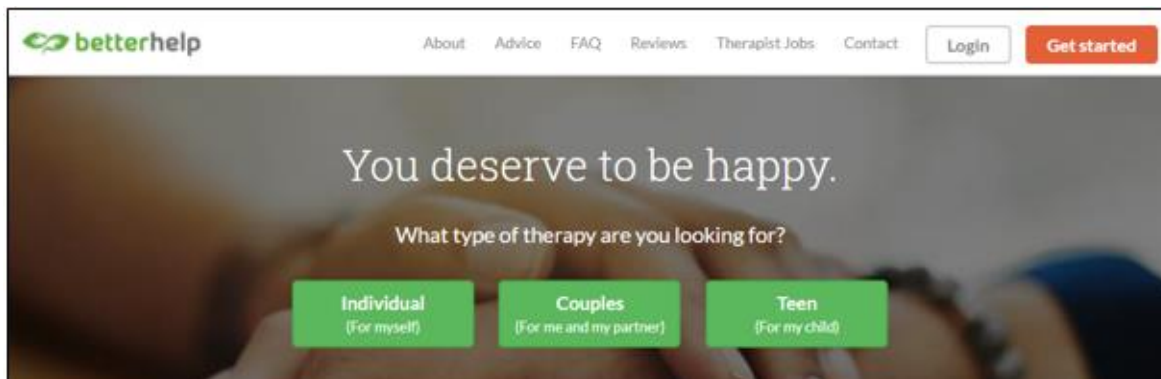 betterhelp
About Advice FAQ Reviews Therapist Jobs Contact Login Get started
You deserve to be happy.
What type of therapy are you looking for?
Individual Couples Teen
(For myself) (For me and my partner) (For my child)